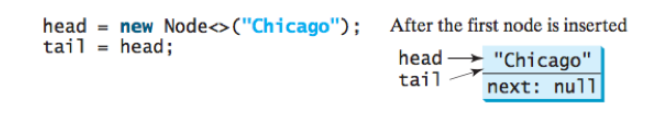 head = new Node<>("Chicago");
tail = head;
After the first node is inserted
head
tail
"Chicago"
next: null